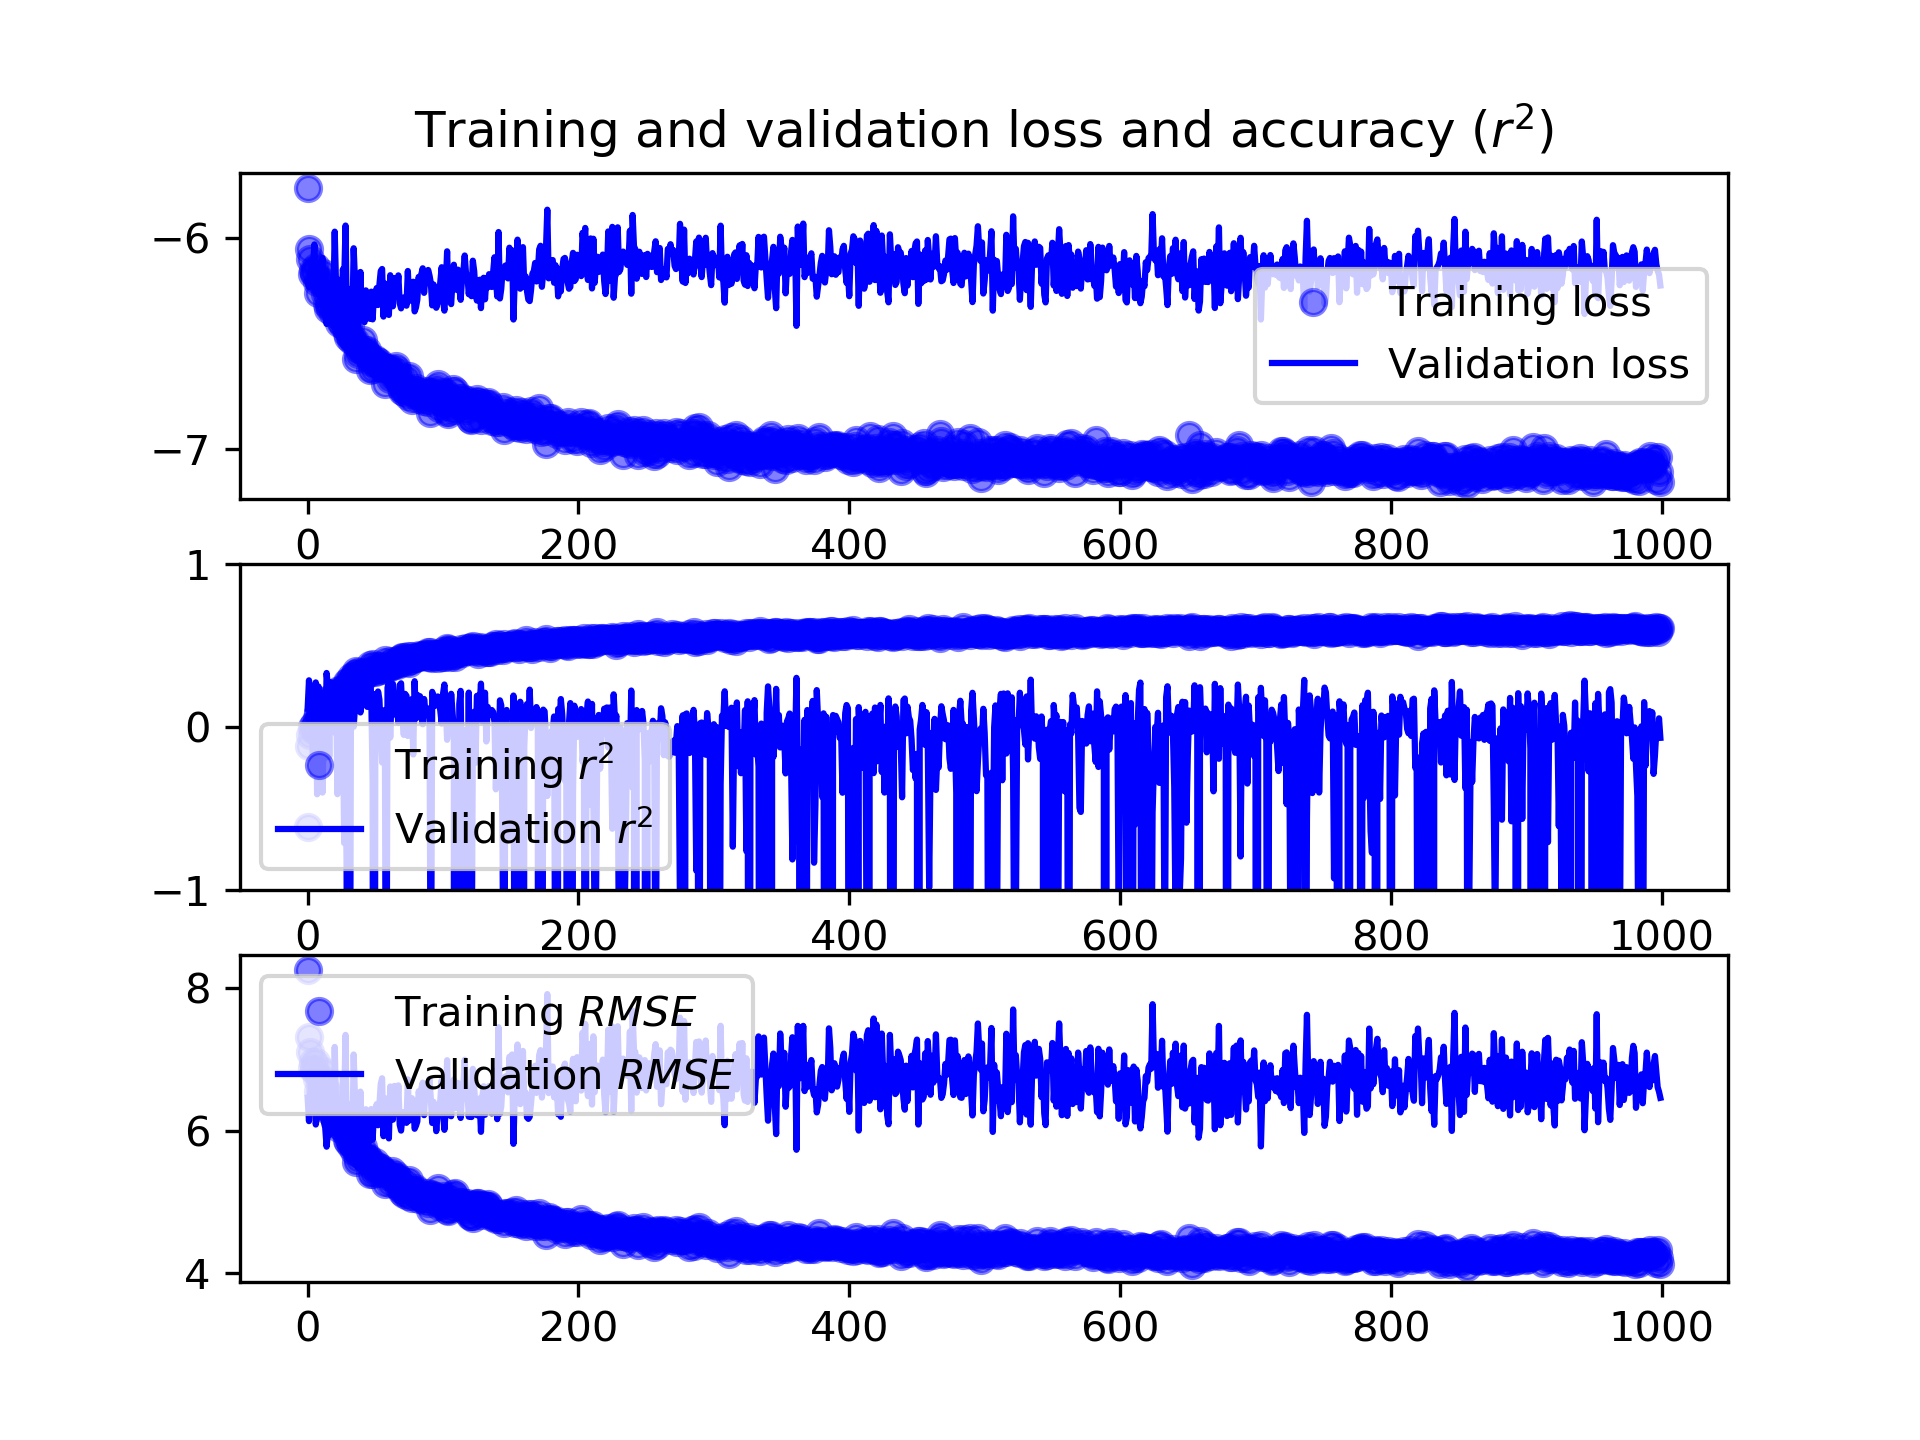 Training and validation loss and accuracy (r²)
−6
−7
Training loss
Validation loss
0 200 400 600 800 1000
1
0
−1
Training r²
Validation r²
0 200 400 600 800 1000
8
6
4
Training RMSE
Validation RMSE
0 200 400 600 800 1000